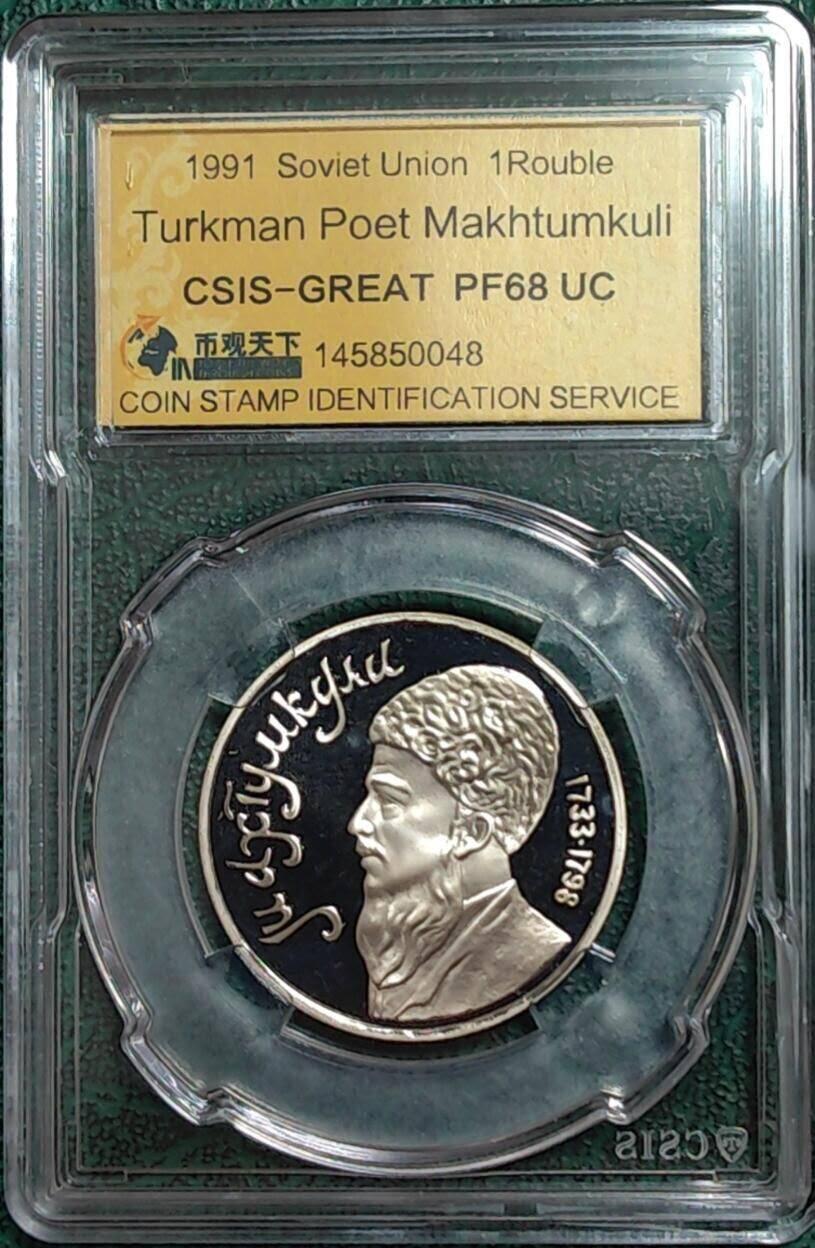 1991 Soviet Union 1Rouble
Turkman Poet Makhtumkuli
CSIS-GREAT PF68 UC
币观天下 145850048
IN
COIN STAMP IDENTIFICATION SERVICE
Махтумкули
1733·1798
CSIS